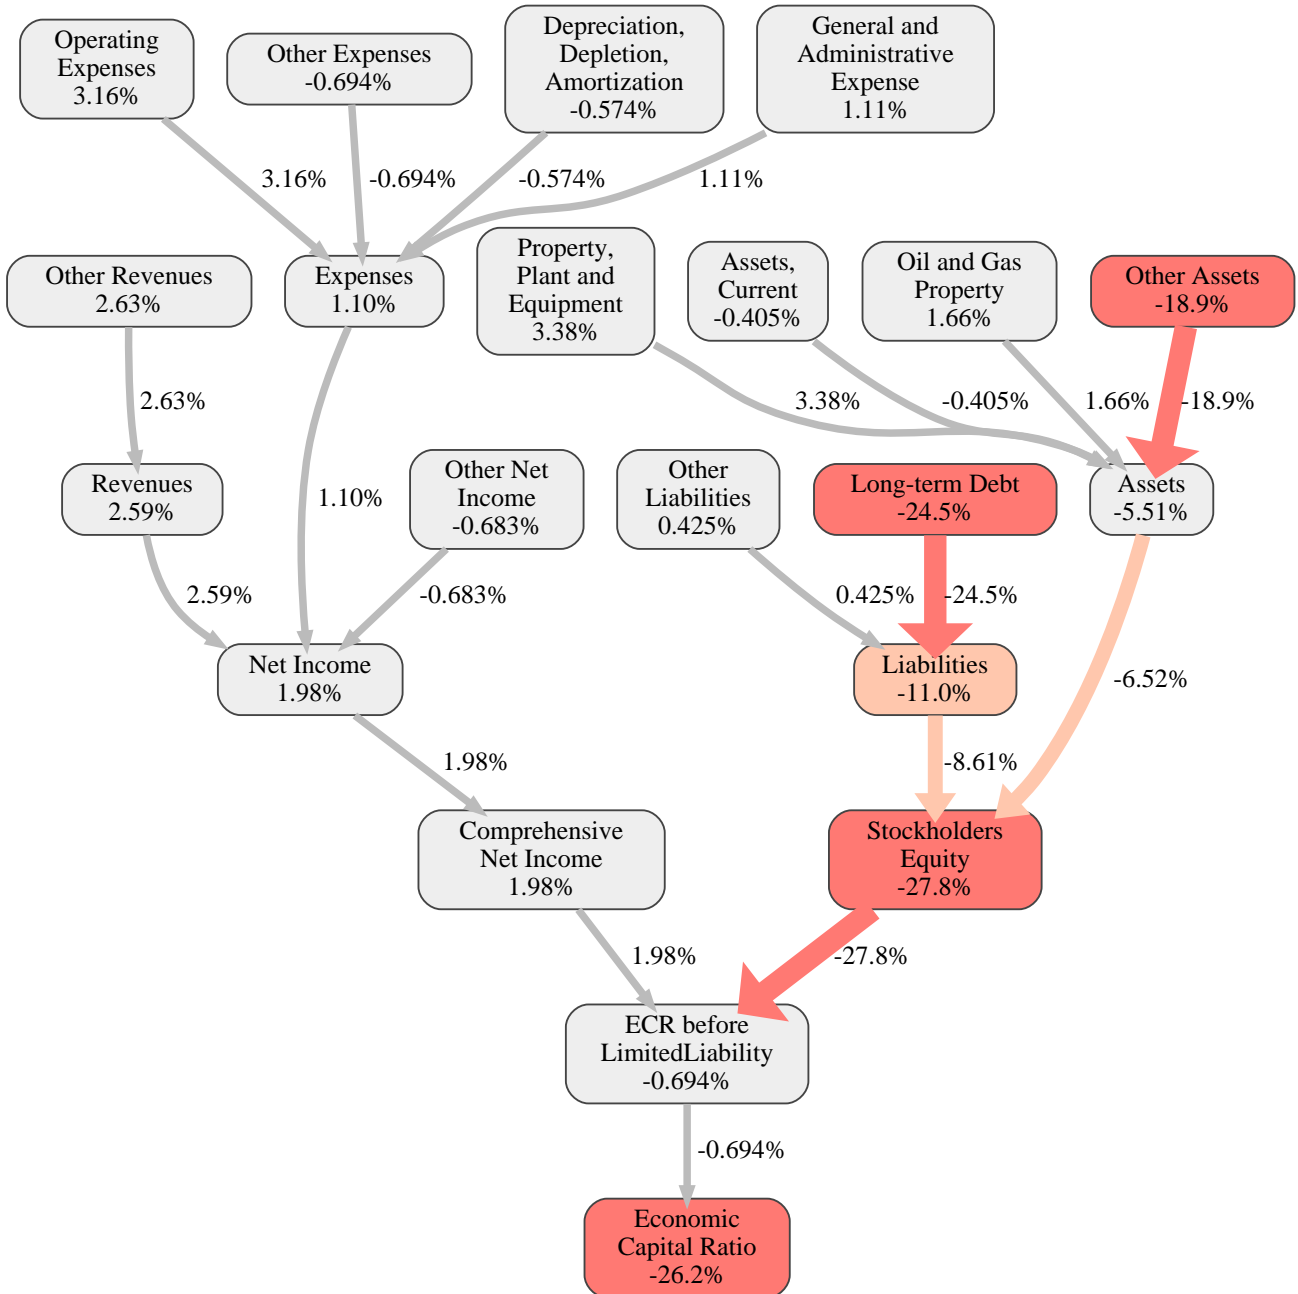 Operating
Expenses
3.16%
Other Expenses
-0.694%
Depreciation,
Depletion,
Amortization
-0.574%
General and
Administrative
Expense
1.11%
3.16%
-0.694%
-0.574%
1.11%
Other Revenues
2.63%
Expenses
1.10%
Property,
Plant and
Equipment
3.38%
Assets,
Current
-0.405%
Oil and Gas
Property
1.66%
Other Assets
-18.9%
2.63%
3.38%
-0.405%
1.66%
-18.9%
Revenues
2.59%
1.10%
Other Net
Income
-0.683%
Other
Liabilities
0.425%
Long-term Debt
-24.5%
Assets
-5.51%
2.59%
-0.683%
0.425%
-24.5%
Net Income
1.98%
Liabilities
-11.0%
-6.52%
1.98%
-8.61%
Comprehensive
Net Income
1.98%
Stockholders
Equity
-27.8%
1.98%
-27.8%
ECR before
LimitedLiability
-0.694%
-0.694%
Economic
Capital Ratio
-26.2%